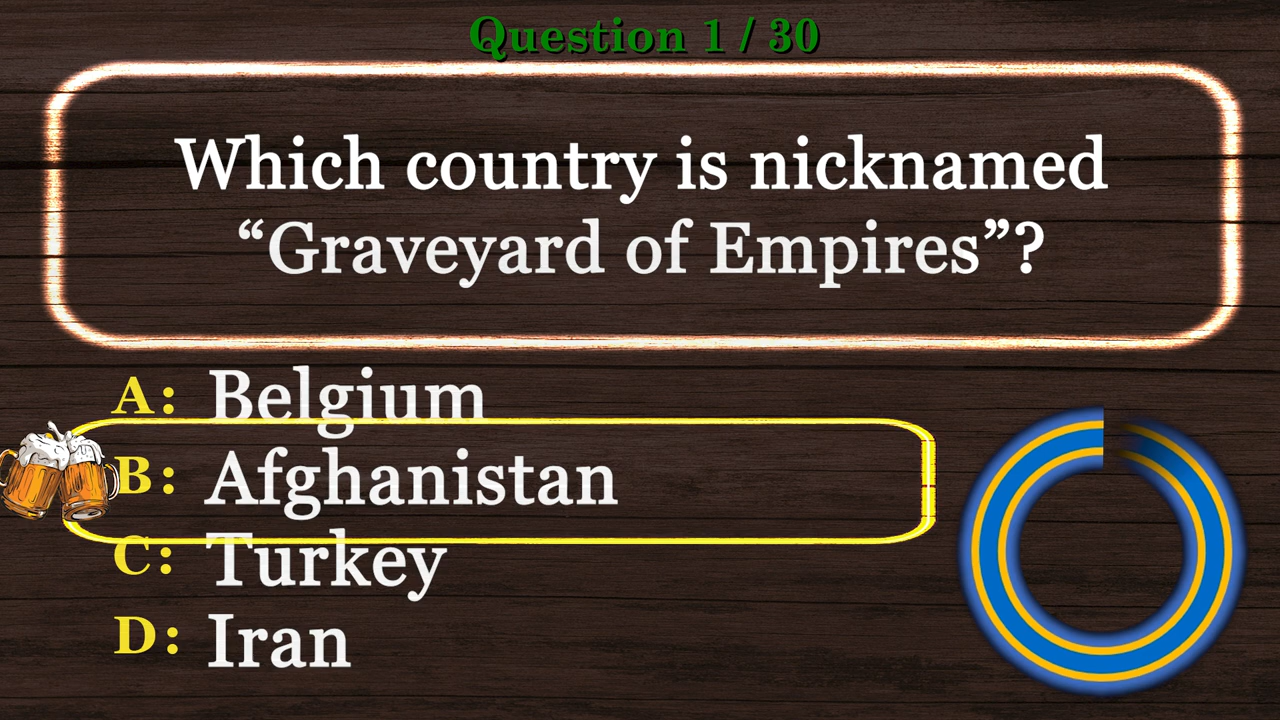 Question 1 / 30
Which country is nicknamed
“Graveyard of Empires”?
A: Belgium
B: Afghanistan
C: Turkey
D: Iran